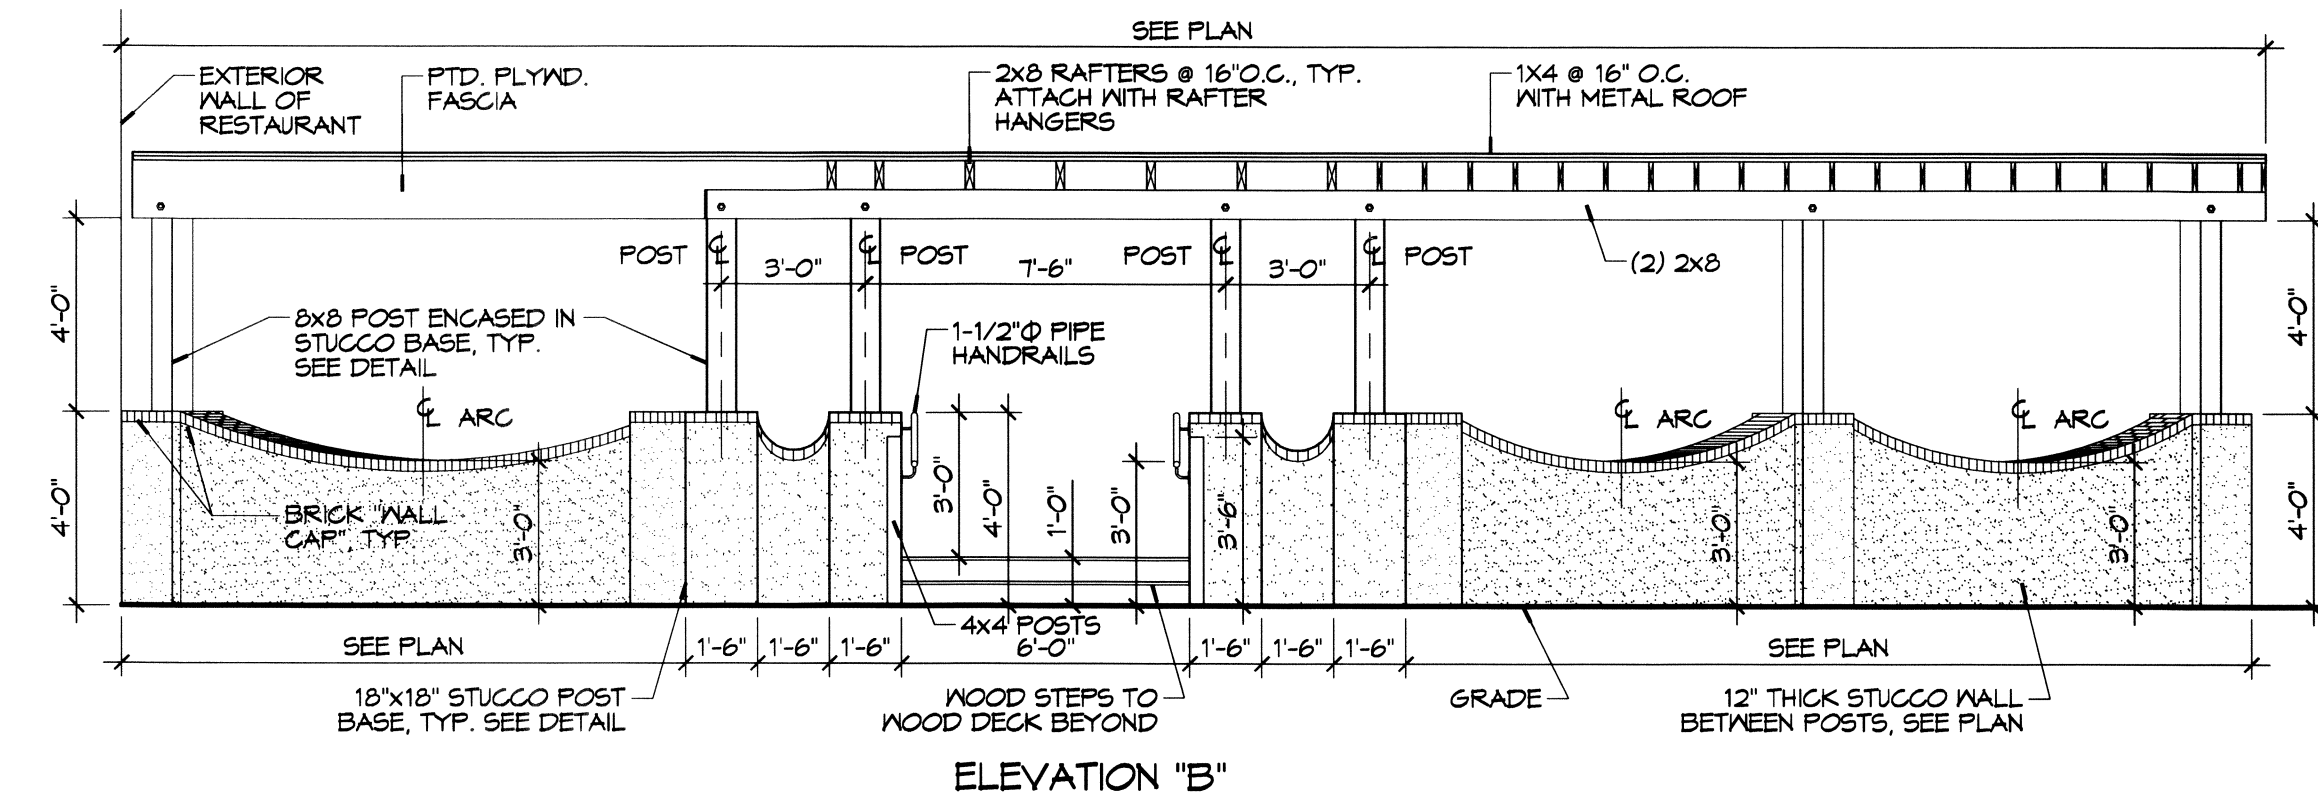 SEE PLAN
EXTERIOR
WALL OF
RESTAURANT
PTD. PLYWD.
FASCIA
2x8 RAFTERS @ 16"O.C., TYP.
ATTACH WITH RAFTER
HANGERS
1X4 @ 16" O.C.
WITH METAL ROOF
POST ℄
℄ POST
POST ℄
℄ POST
3'-0"
7'-6"
3'-0"
(2) 2x8
4'-0"
4'-0"
8x8 POST ENCASED IN
STUCCO BASE, TYP.
SEE DETAIL
1-1/2"Φ PIPE
HANDRAILS
℄ ARC
℄ ARC
℄ ARC
BRICK "WALL
CAP", TYP
3'-0"
3'-0"
4'-0"
1'-0"
3'-0"
3'-6"
3'-0"
3'-0"
4'-0"
4'-0"
4x4 POSTS
SEE PLAN
1'-6"
1'-6"
1'-6"
6'-0"
1'-6"
1'-6"
1'-6"
SEE PLAN
18"x18" STUCCO POST
BASE, TYP. SEE DETAIL
WOOD STEPS TO
WOOD DECK BEYOND
GRADE
12" THICK STUCCO WALL
BETWEEN POSTS, SEE PLAN
ELEVATION "B"